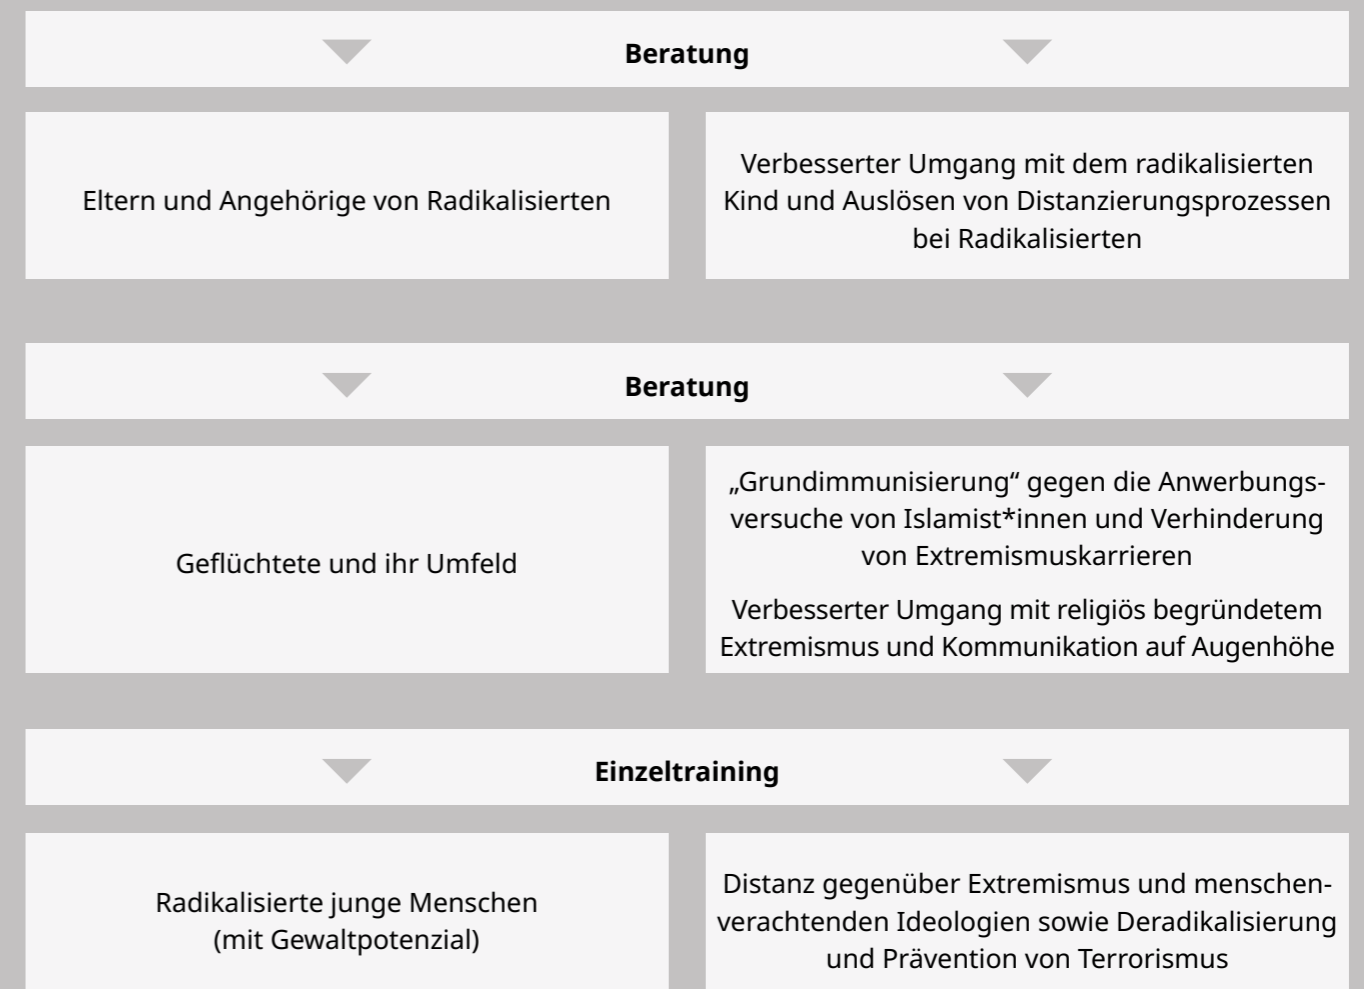 Beratung
Eltern und Angehörige von Radikalisierten
Verbesserter Umgang mit dem radikalisierten
Kind und Auslösen von Distanzierungsprozessen
bei Radikalisierten
Beratung
Geflüchtete und ihr Umfeld
„Grundimmunisierung“ gegen die Anwerbungs-
versuche von Islamist*innen und Verhinderung
von Extremismuskarrieren
Verbesserter Umgang mit religiös begründetem
Extremismus und Kommunikation auf Augenhöhe
Einzeltraining
Radikalisierte junge Menschen
(mit Gewaltpotenzial)
Distanz gegenüber Extremismus und menschen-
verachtenden Ideologien sowie Deradikalisierung
und Prävention von Terrorismus